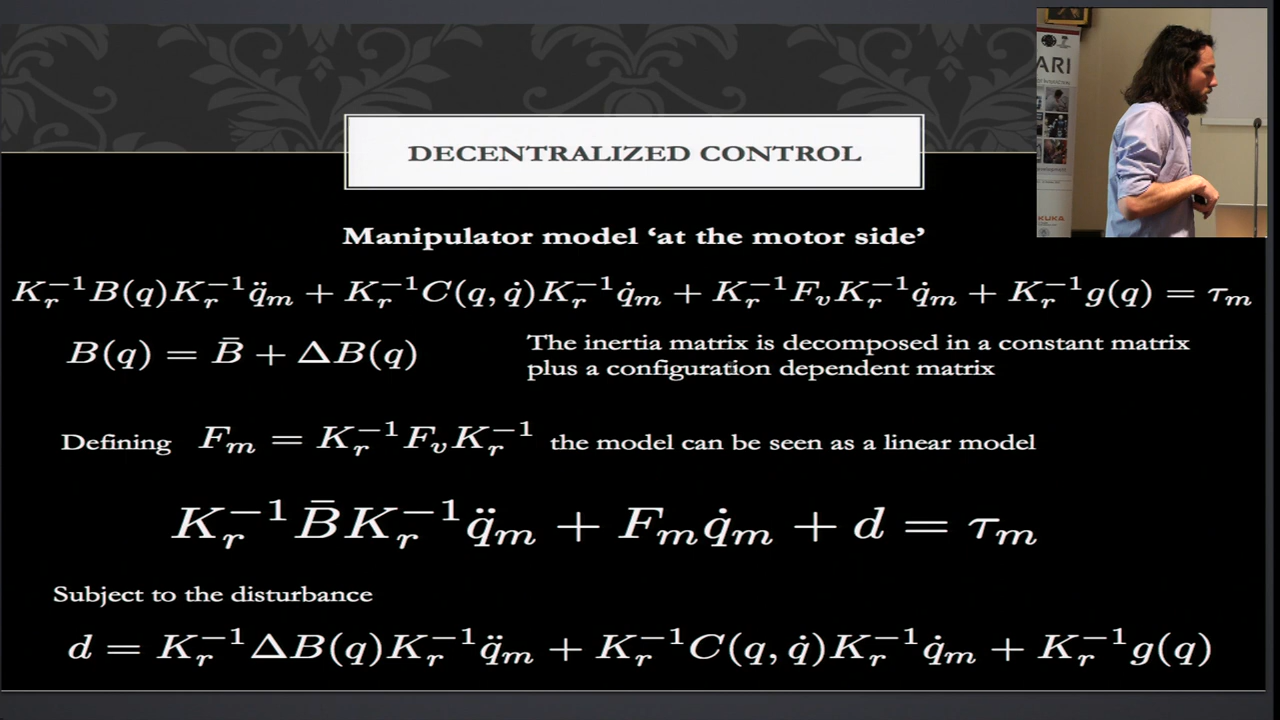 DECENTRALIZED CONTROL
ARI
KUKA
Manipulator model ‘at the motor side’
K_r^{-1}B(q)K_r^{-1}q̈_m + K_r^{-1}C(q, q̇)K_r^{-1}q̇_m + K_r^{-1}F_vK_r^{-1}q̇_m + K_r^{-1}g(q) = τ_m
B(q) = B̄ + ΔB(q)
The inertia matrix is decomposed in a constant matrix
plus a configuration dependent matrix
Defining F_m = K_r^{-1}F_vK_r^{-1} the model can be seen as a linear model
K_r^{-1}B̄K_r^{-1}q̈_m + F_mq̇_m + d = τ_m
Subject to the disturbance
d = K_r^{-1}ΔB(q)K_r^{-1}q̈_m + K_r^{-1}C(q, q̇)K_r^{-1}q̇_m + K_r^{-1}g(q)